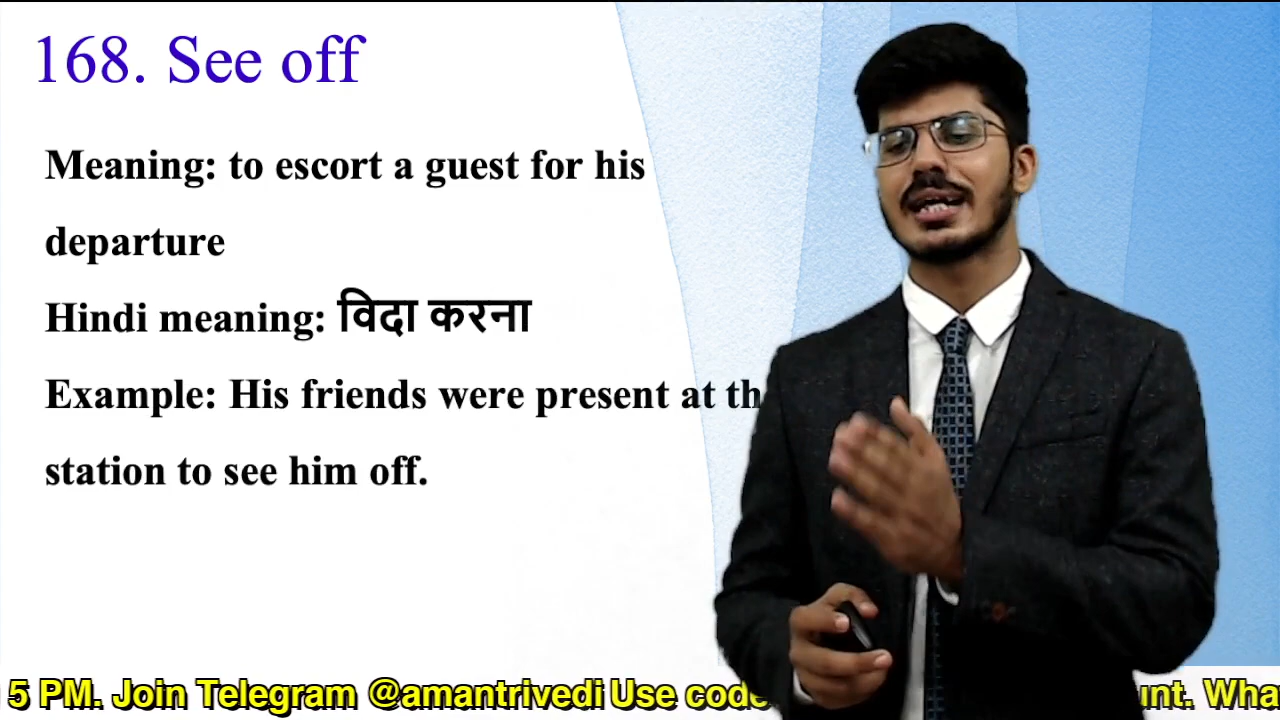 168. See off
Meaning: to escort a guest for his
departure
Hindi meaning: विदा करना
Example: His friends were present at th
station to see him off.
5 PM. Join Telegram @amantrivedi Use code unt. Wha